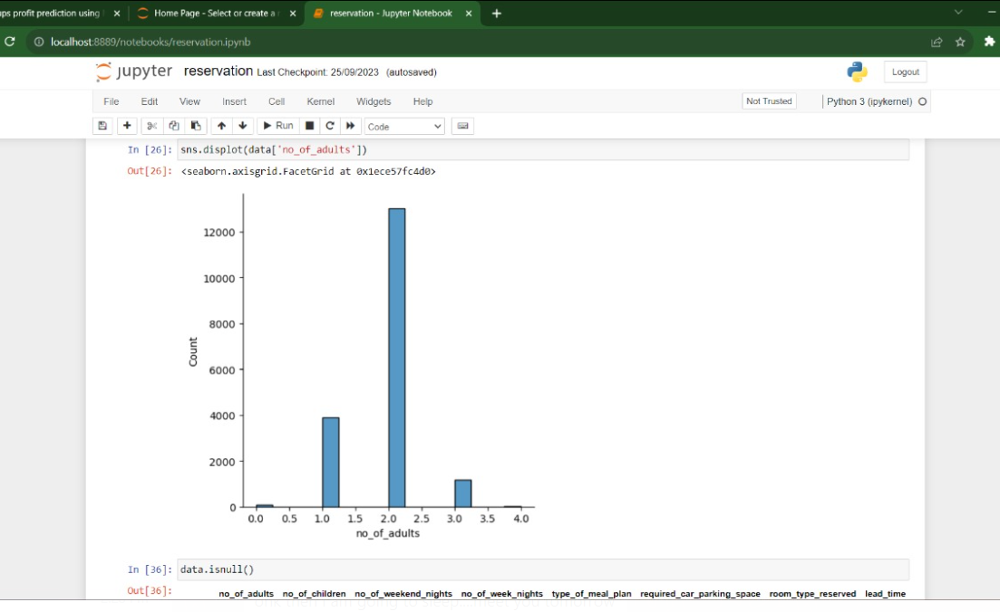 ups profit prediction using
Home Page - Select or create a
reservation - Jupyter Notebook
localhost:8889/notebooks/reservation.ipynb
jupyter reservation Last Checkpoint: 25/09/2023 (autosaved)
Logout
File Edit View Insert Cell Kernel Widgets Help
Not Trusted
Python 3 (ipykernel)
Run
Code
In [26]: sns.displot(data['no_of_adults'])
Out[26]: <seaborn.axisgrid.FacetGrid at 0x1ece57fc4d0>
12000
10000
8000
6000
4000
2000
0
Count
0.0 0.5 1.0 1.5 2.0 2.5 3.0 3.5 4.0
no_of_adults
In [36]: data.isnull()
Out[36]:
no_of_adults no_of_children no_of_weekend_nights no_of_week_nights type_of_meal_plan required_car_parking_space room_type_reserved lead_time